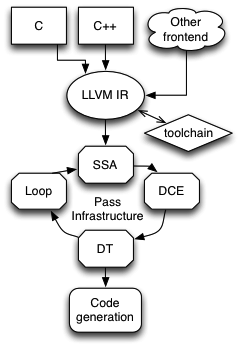 C
C++
Other
frontend
LLVM IR
toolchain
SSA
Loop
DCE
Pass
Infrastructure
DT
Code
generation